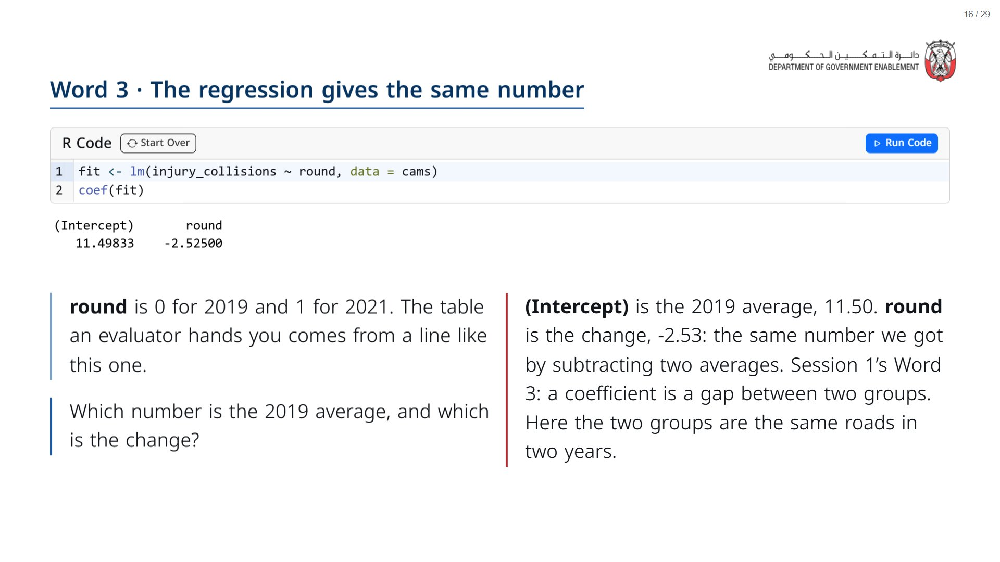 16 / 29
دائرة التمكين الحكومي
DEPARTMENT OF GOVERNMENT ENABLEMENT
Word 3 · The regression gives the same number
R Code Start Over Run Code
1 fit <- lm(injury_collisions ~ round, data = cams)
2 coef(fit)
(Intercept) round
11.49833 -2.52500
round is 0 for 2019 and 1 for 2021. The table
an evaluator hands you comes from a line like
this one.
Which number is the 2019 average, and which
is the change?
(Intercept) is the 2019 average, 11.50. round
is the change, -2.53: the same number we got
by subtracting two averages. Session 1’s Word
3: a coefficient is a gap between two groups.
Here the two groups are the same roads in
two years.